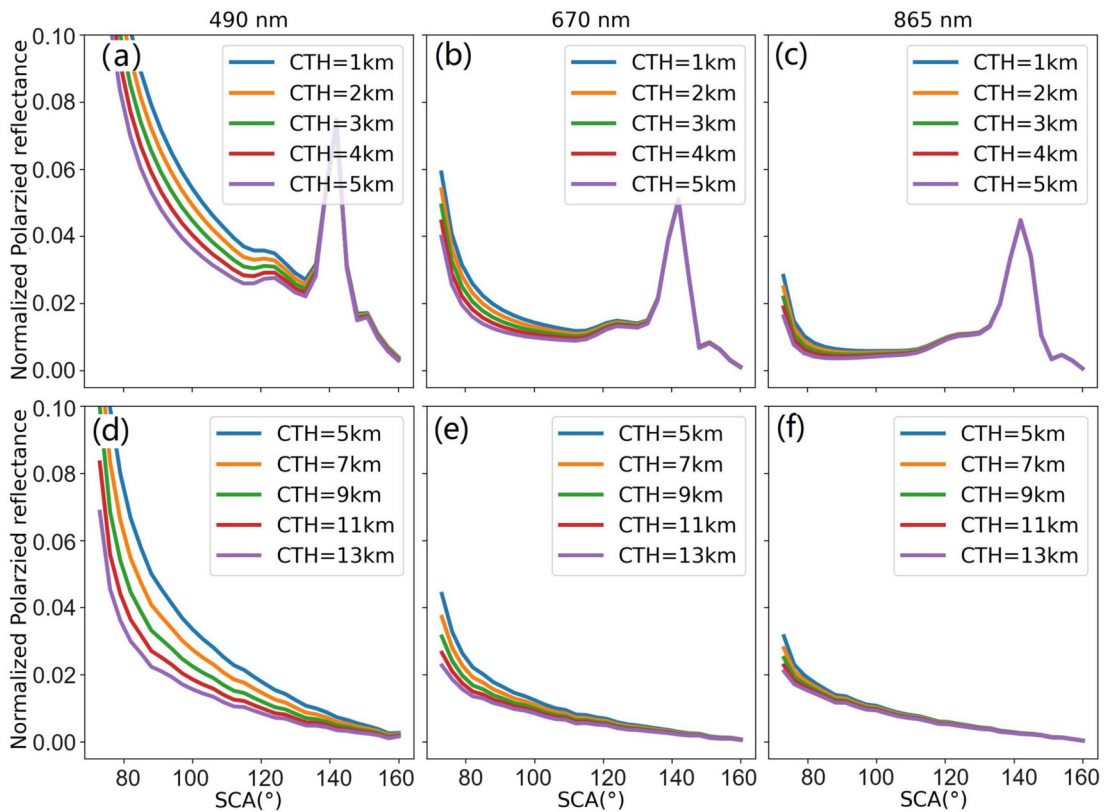 490 nm
670 nm
865 nm
Normalized Polarzied reflectance
0.10
0.08
0.06
0.04
0.02
0.00
(a)
CTH=1km
CTH=2km
CTH=3km
CTH=4km
CTH=5km
(b)
CTH=1km
CTH=2km
CTH=3km
CTH=4km
CTH=5km
(c)
CTH=1km
CTH=2km
CTH=3km
CTH=4km
CTH=5km
Normalized Polarzied reflectance
0.10
0.08
0.06
0.04
0.02
0.00
(d)
CTH=5km
CTH=7km
CTH=9km
CTH=11km
CTH=13km
(e)
CTH=5km
CTH=7km
CTH=9km
CTH=11km
CTH=13km
(f)
CTH=5km
CTH=7km
CTH=9km
CTH=11km
CTH=13km
80 100 120 140 160
80 100 120 140 160
80 100 120 140 160
SCA(°)
SCA(°)
SCA(°)